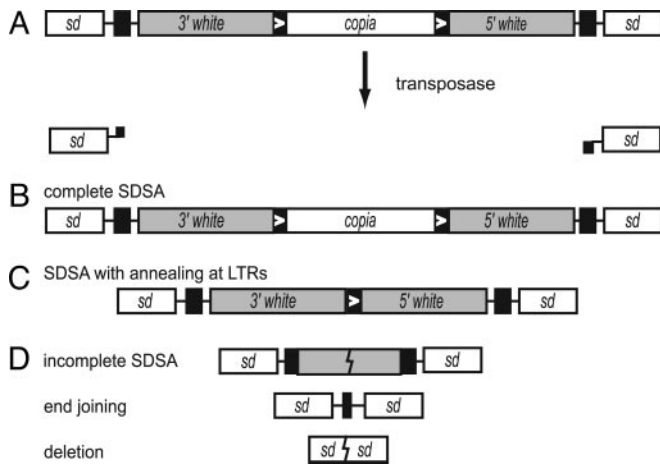 A
sd 3' white > copia > 5' white sd
transposase
sd sd
B complete SDSA
sd 3' white > copia > 5' white sd
C SDSA with annealing at LTRs
sd 3' white > 5' white sd
D incomplete SDSA
sd sd
end joining
sd sd
deletion
sd sd